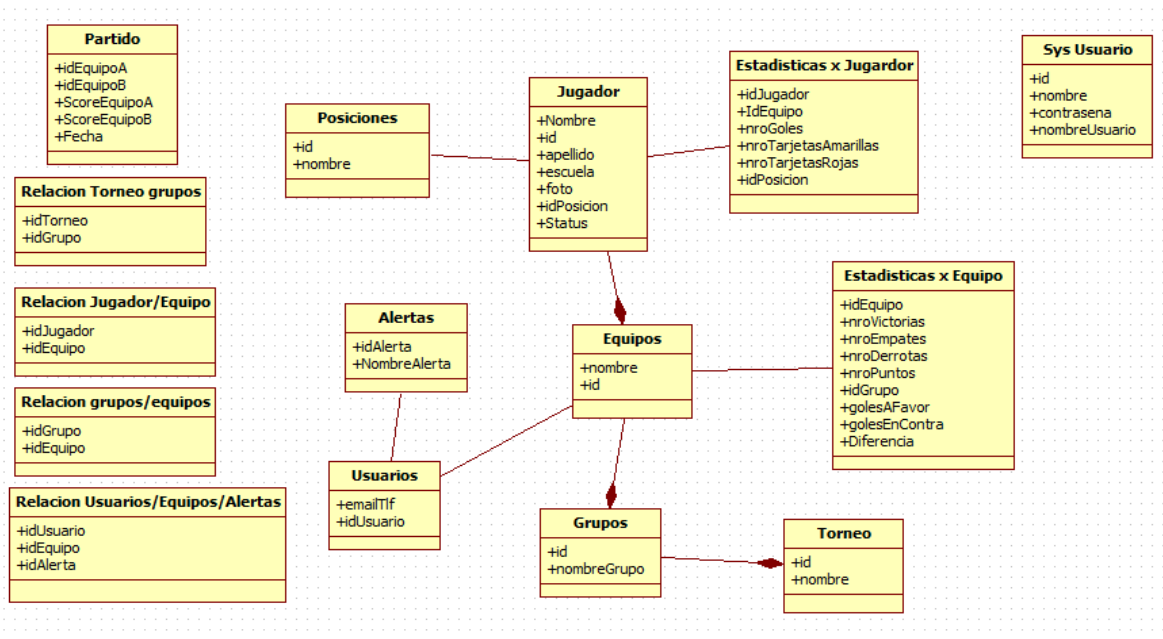 Partido
+idEquipoA
+idEquipoB
+ScoreEquipoA
+ScoreEquipoB
+Fecha
Relacion Torneo grupos
+idTorneo
+idGrupo
Relacion Jugador/Equipo
+idJugador
+idEquipo
Relacion grupos/equipos
+idGrupo
+idEquipo
Relacion Usuarios/Equipos/Alertas
+idUsuario
+idEquipo
+idAlerta
Posiciones
+id
+nombre
Jugador
+Nombre
+id
+apellido
+escuela
+foto
+idPosicion
+Status
Estadisticas x Jugardor
+idJugador
+IdEquipo
+nroGoles
+nroTarjetasAmarillas
+nroTarjetasRojas
+idPosicion
Sys Usuario
+id
+nombre
+contrasena
+nombreUsuario
Alertas
+idAlerta
+NombreAlerta
Equipos
+nombre
+id
Estadisticas x Equipo
+idEquipo
+nroVictorias
+nroEmpates
+nroDerrotas
+nroPuntos
+idGrupo
+golesAFavor
+golesEnContra
+Diferencia
Usuarios
+emailTlf
+idUsuario
Grupos
+id
+nombreGrupo
Torneo
+id
+nombre